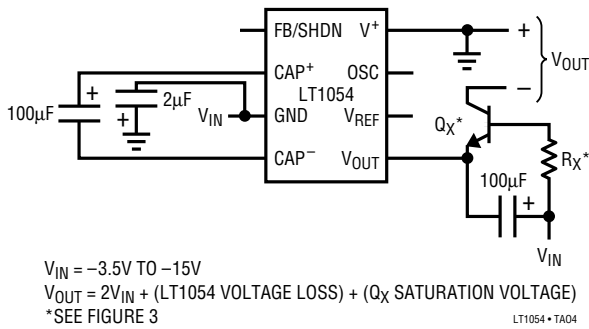 FB/SHDN V+
CAP+ OSC
LT1054
GND VREF
CAP− VOUT
100µF
+
2µF
+
VIN
+
VOUT
−
QX*
RX*
100µF
+
VIN
VIN = −3.5V TO −15V
VOUT = 2VIN + (LT1054 VOLTAGE LOSS) + (QX SATURATION VOLTAGE)
*SEE FIGURE 3
LT1054 • TA04